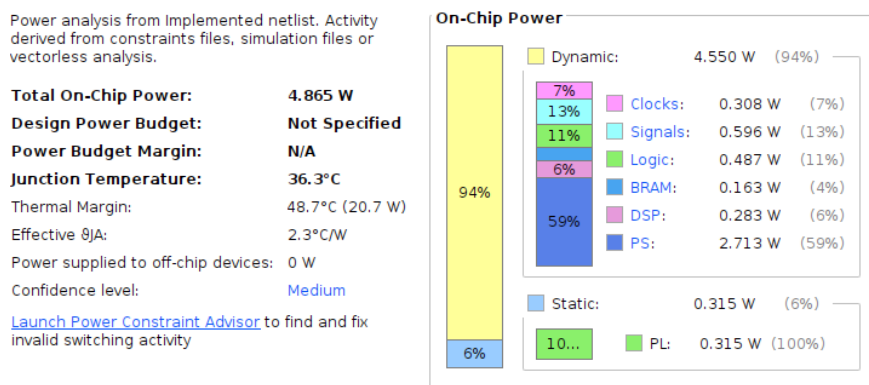 Power analysis from Implemented netlist. Activity
derived from constraints files, simulation files or
vectorless analysis.
Total On-Chip Power: 4.865 W
Design Power Budget: Not Specified
Power Budget Margin: N/A
Junction Temperature: 36.3°C
Thermal Margin: 48.7°C (20.7 W)
Effective ϑJA: 2.3°C/W
Power supplied to off-chip devices: 0 W
Confidence level: Medium
Launch Power Constraint Advisor to find and fix
invalid switching activity
On-Chip Power
94%
6%
Dynamic: 4.550 W (94%)
7%
13%
11%
6%
59%
Clocks: 0.308 W (7%)
Signals: 0.596 W (13%)
Logic: 0.487 W (11%)
BRAM: 0.163 W (4%)
DSP: 0.283 W (6%)
PS: 2.713 W (59%)
Static: 0.315 W (6%)
10...
PL: 0.315 W (100%)